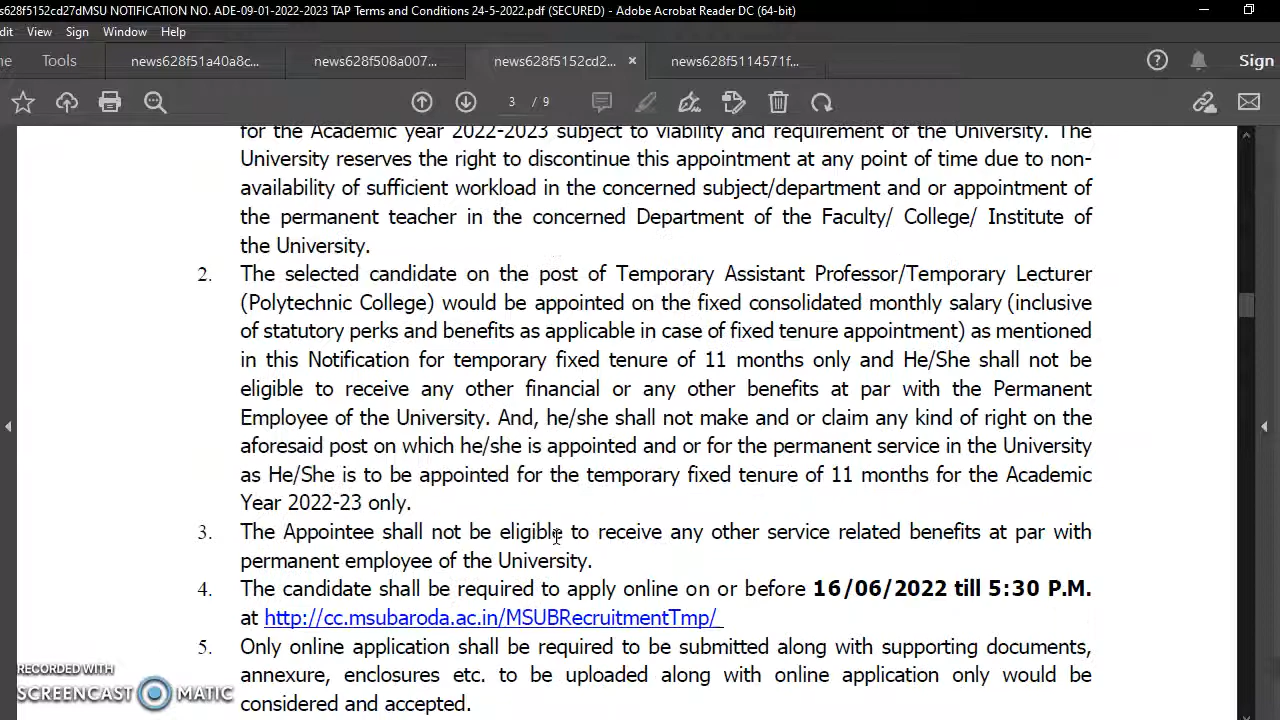 s628f5152cd27dMSU NOTIFICATION NO. ADE-09-01-2022-2023 TAP Terms and Conditions 24-5-2022.pdf (SECURED) - Adobe Acrobat Reader DC (64-bit)
dit View Sign Window Help
ne Tools news628f51a40a8c... news628f508a007... news628f5152cd2... × news628f5114571f... Sign
3 / 9
for the Academic year 2022-2023 subject to viability and requirement of the University. The
University reserves the right to discontinue this appointment at any point of time due to non-
availability of sufficient workload in the concerned subject/department and or appointment of
the permanent teacher in the concerned Department of the Faculty/ College/ Institute of
the University.
2. The selected candidate on the post of Temporary Assistant Professor/Temporary Lecturer
(Polytechnic College) would be appointed on the fixed consolidated monthly salary (inclusive
of statutory perks and benefits as applicable in case of fixed tenure appointment) as mentioned
in this Notification for temporary fixed tenure of 11 months only and He/She shall not be
eligible to receive any other financial or any other benefits at par with the Permanent
Employee of the University. And, he/she shall not make and or claim any kind of right on the
aforesaid post on which he/she is appointed and or for the permanent service in the University
as He/She is to be appointed for the temporary fixed tenure of 11 months for the Academic
Year 2022-23 only.
3. The Appointee shall not be eligible to receive any other service related benefits at par with
permanent employee of the University.
4. The candidate shall be required to apply online on or before 16/06/2022 till 5:30 P.M.
at http://cc.msubaroda.ac.in/MSUBRecruitmentTmp/
5. Only online application shall be required to be submitted along with supporting documents,
annexure, enclosures etc. to be uploaded along with online application only would be
considered and accepted.
RECORDED WITH
SCREENCAST MATIC